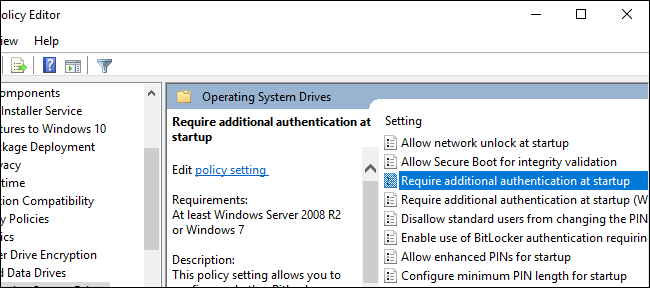 olicy Editor
iew Help
omponents
Installer Service
tures to Windows 10
ckage Deployment
vacy
time
tion Compatibility
y Policies
ics
er Drive Encryption
d Data Drives
Operating System Drives
Require additional authentication at
startup
Edit policy setting
Requirements:
At least Windows Server 2008 R2
or Windows 7
Description:
This policy setting allows you to
Setting
Allow network unlock at startup
Allow Secure Boot for integrity validation
Require additional authentication at startup
Require additional authentication at startup (W
Disallow standard users from changing the PIN
Enable use of BitLocker authentication requirin
Allow enhanced PINs for startup
Configure minimum PIN length for startup